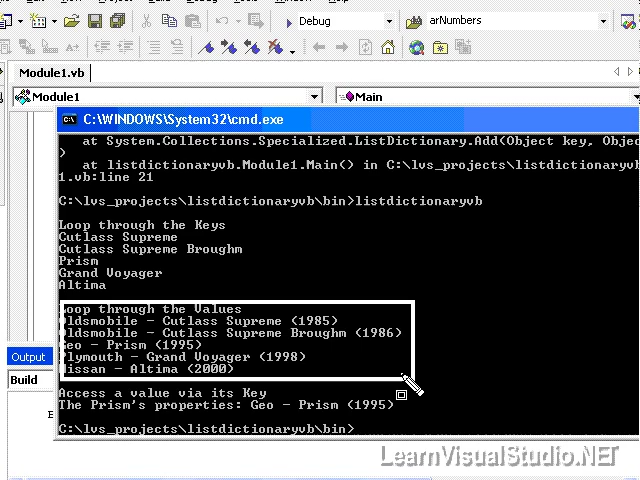 Debug
arNumbers
Module1.vb
Module1
Main
C:\WINDOWS\System32\cmd.exe
at System.Collections.Specialized.ListDictionary.Add(Object key, Objec
)
at listdictionaryvb.Module1.Main() in C:\lvs_projects\listdictionaryvb
1.vb:line 21
C:\lvs_projects\listdictionaryvb\bin>listdictionaryvb
Loop through the Keys
Cutlass Supreme
Cutlass Supreme Broughm
Prism
Grand Voyager
Altima
Loop through the Values
Oldsmobile - Cutlass Supreme (1985)
Oldsmobile - Cutlass Supreme Broughm (1986)
Geo - Prism (1995)
Plymouth - Grand Voyager (1998)
Nissan - Altima (2000)
Output
Build
Access a value via its Key
The Prism's properties: Geo - Prism (1995)
C:\lvs_projects\listdictionaryvb\bin>
LearnVisualStudio.NET